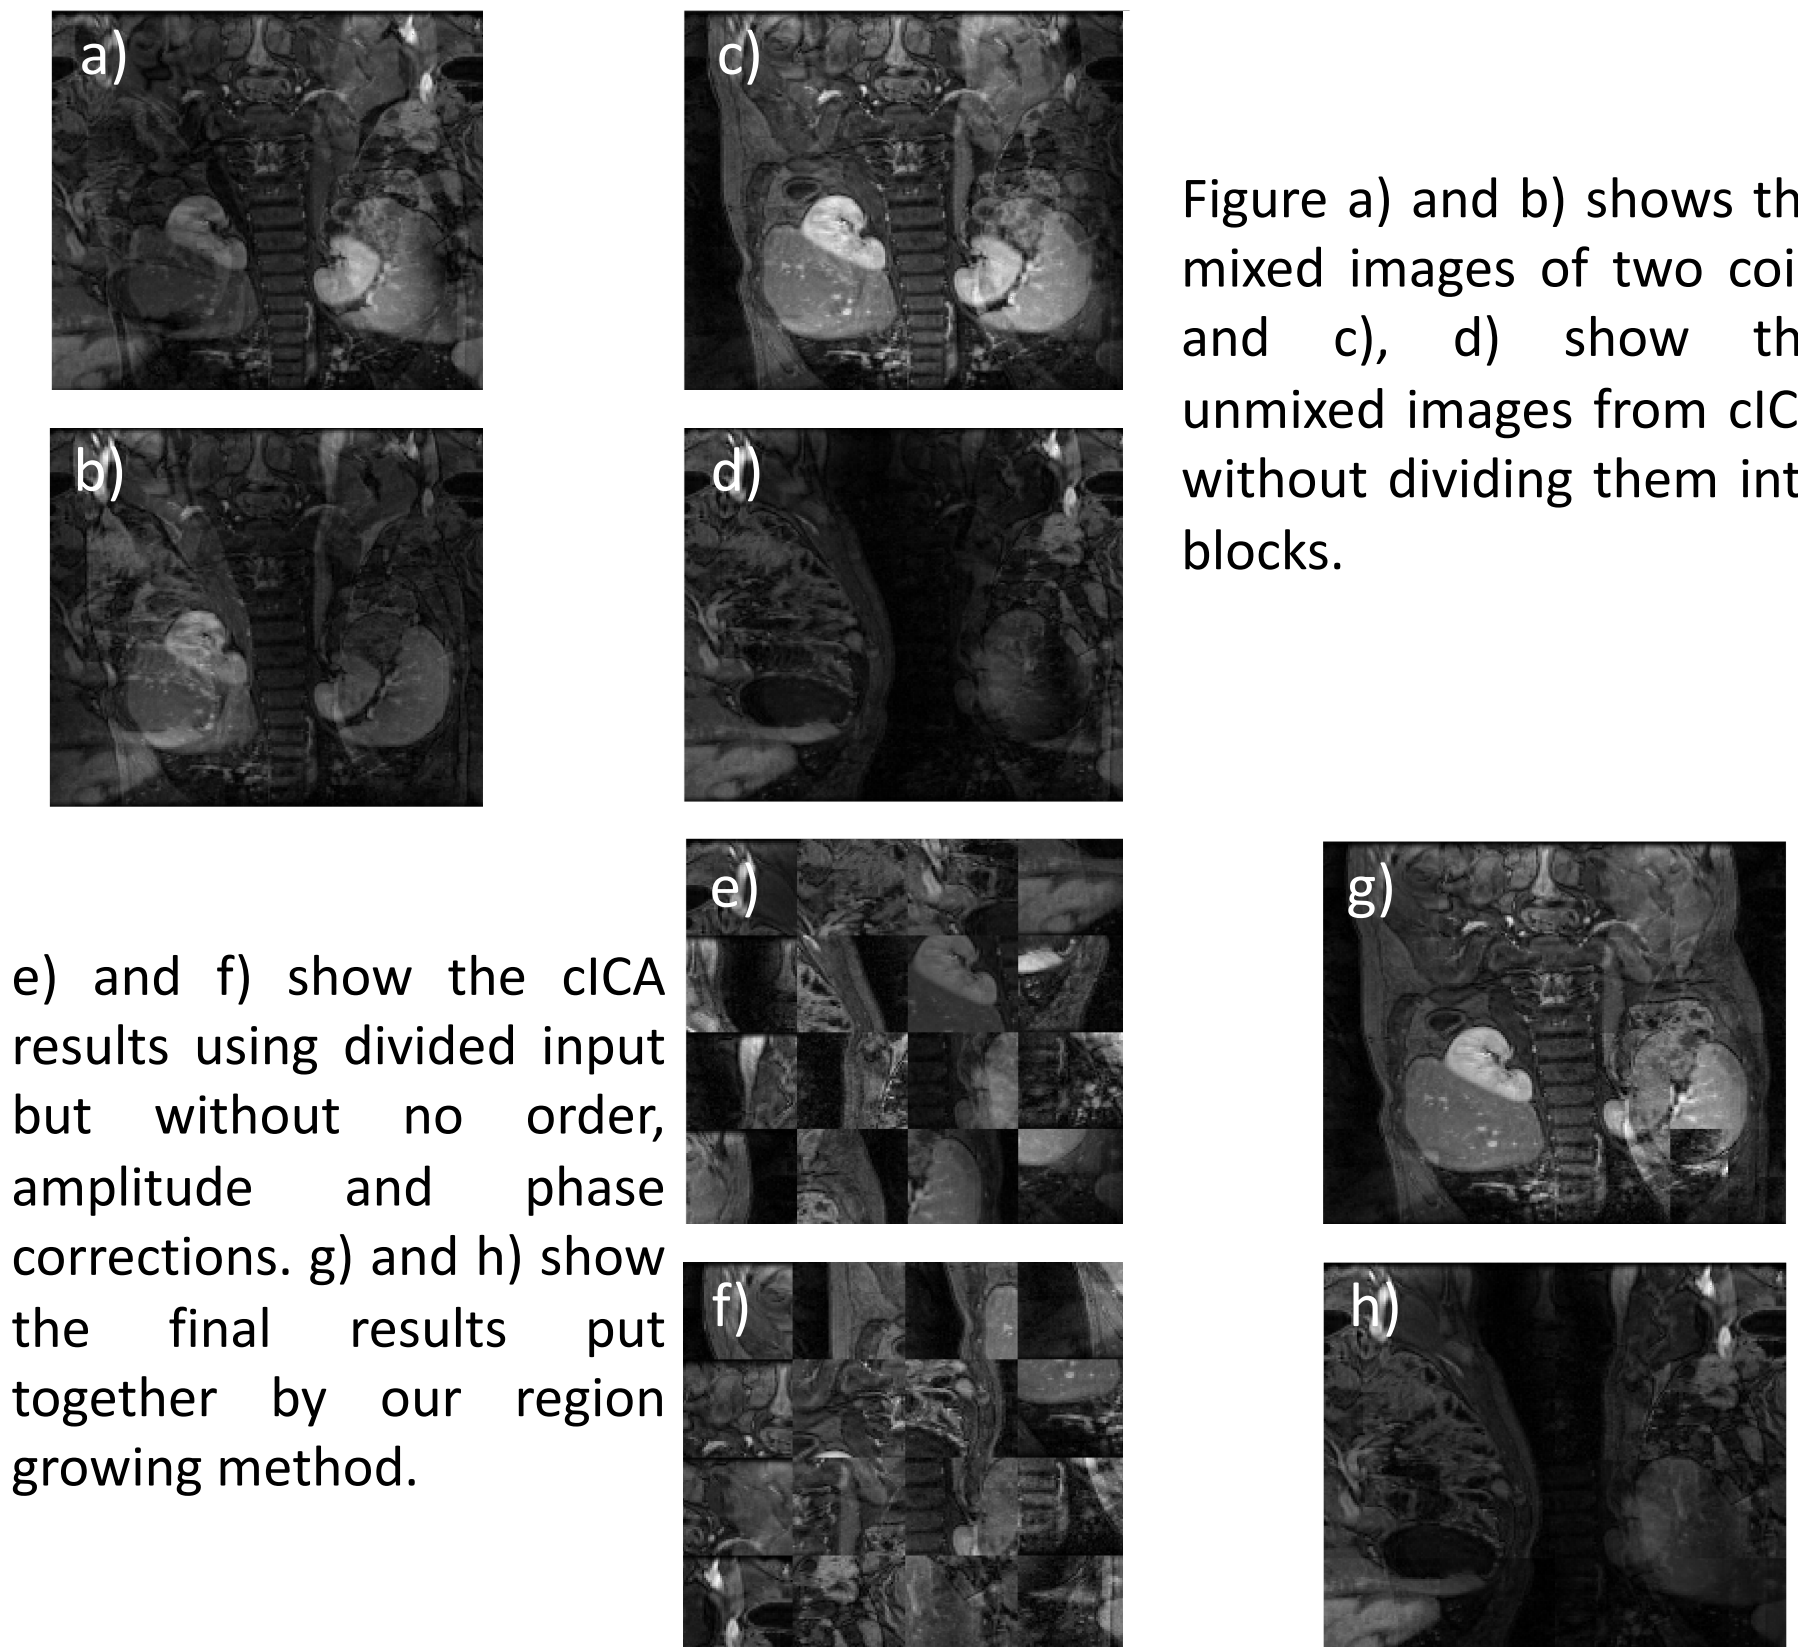 a)
c)
Figure a) and b) shows th
mixed images of two coi
and c), d) show th
unmixed images from cIC
without dividing them int
blocks.
b)
d)
e) and f) show the cICA
results using divided input
but without no order,
amplitude and phase
corrections. g) and h) show
the final results put
together by our region
growing method.
e)
g)
f)
h)